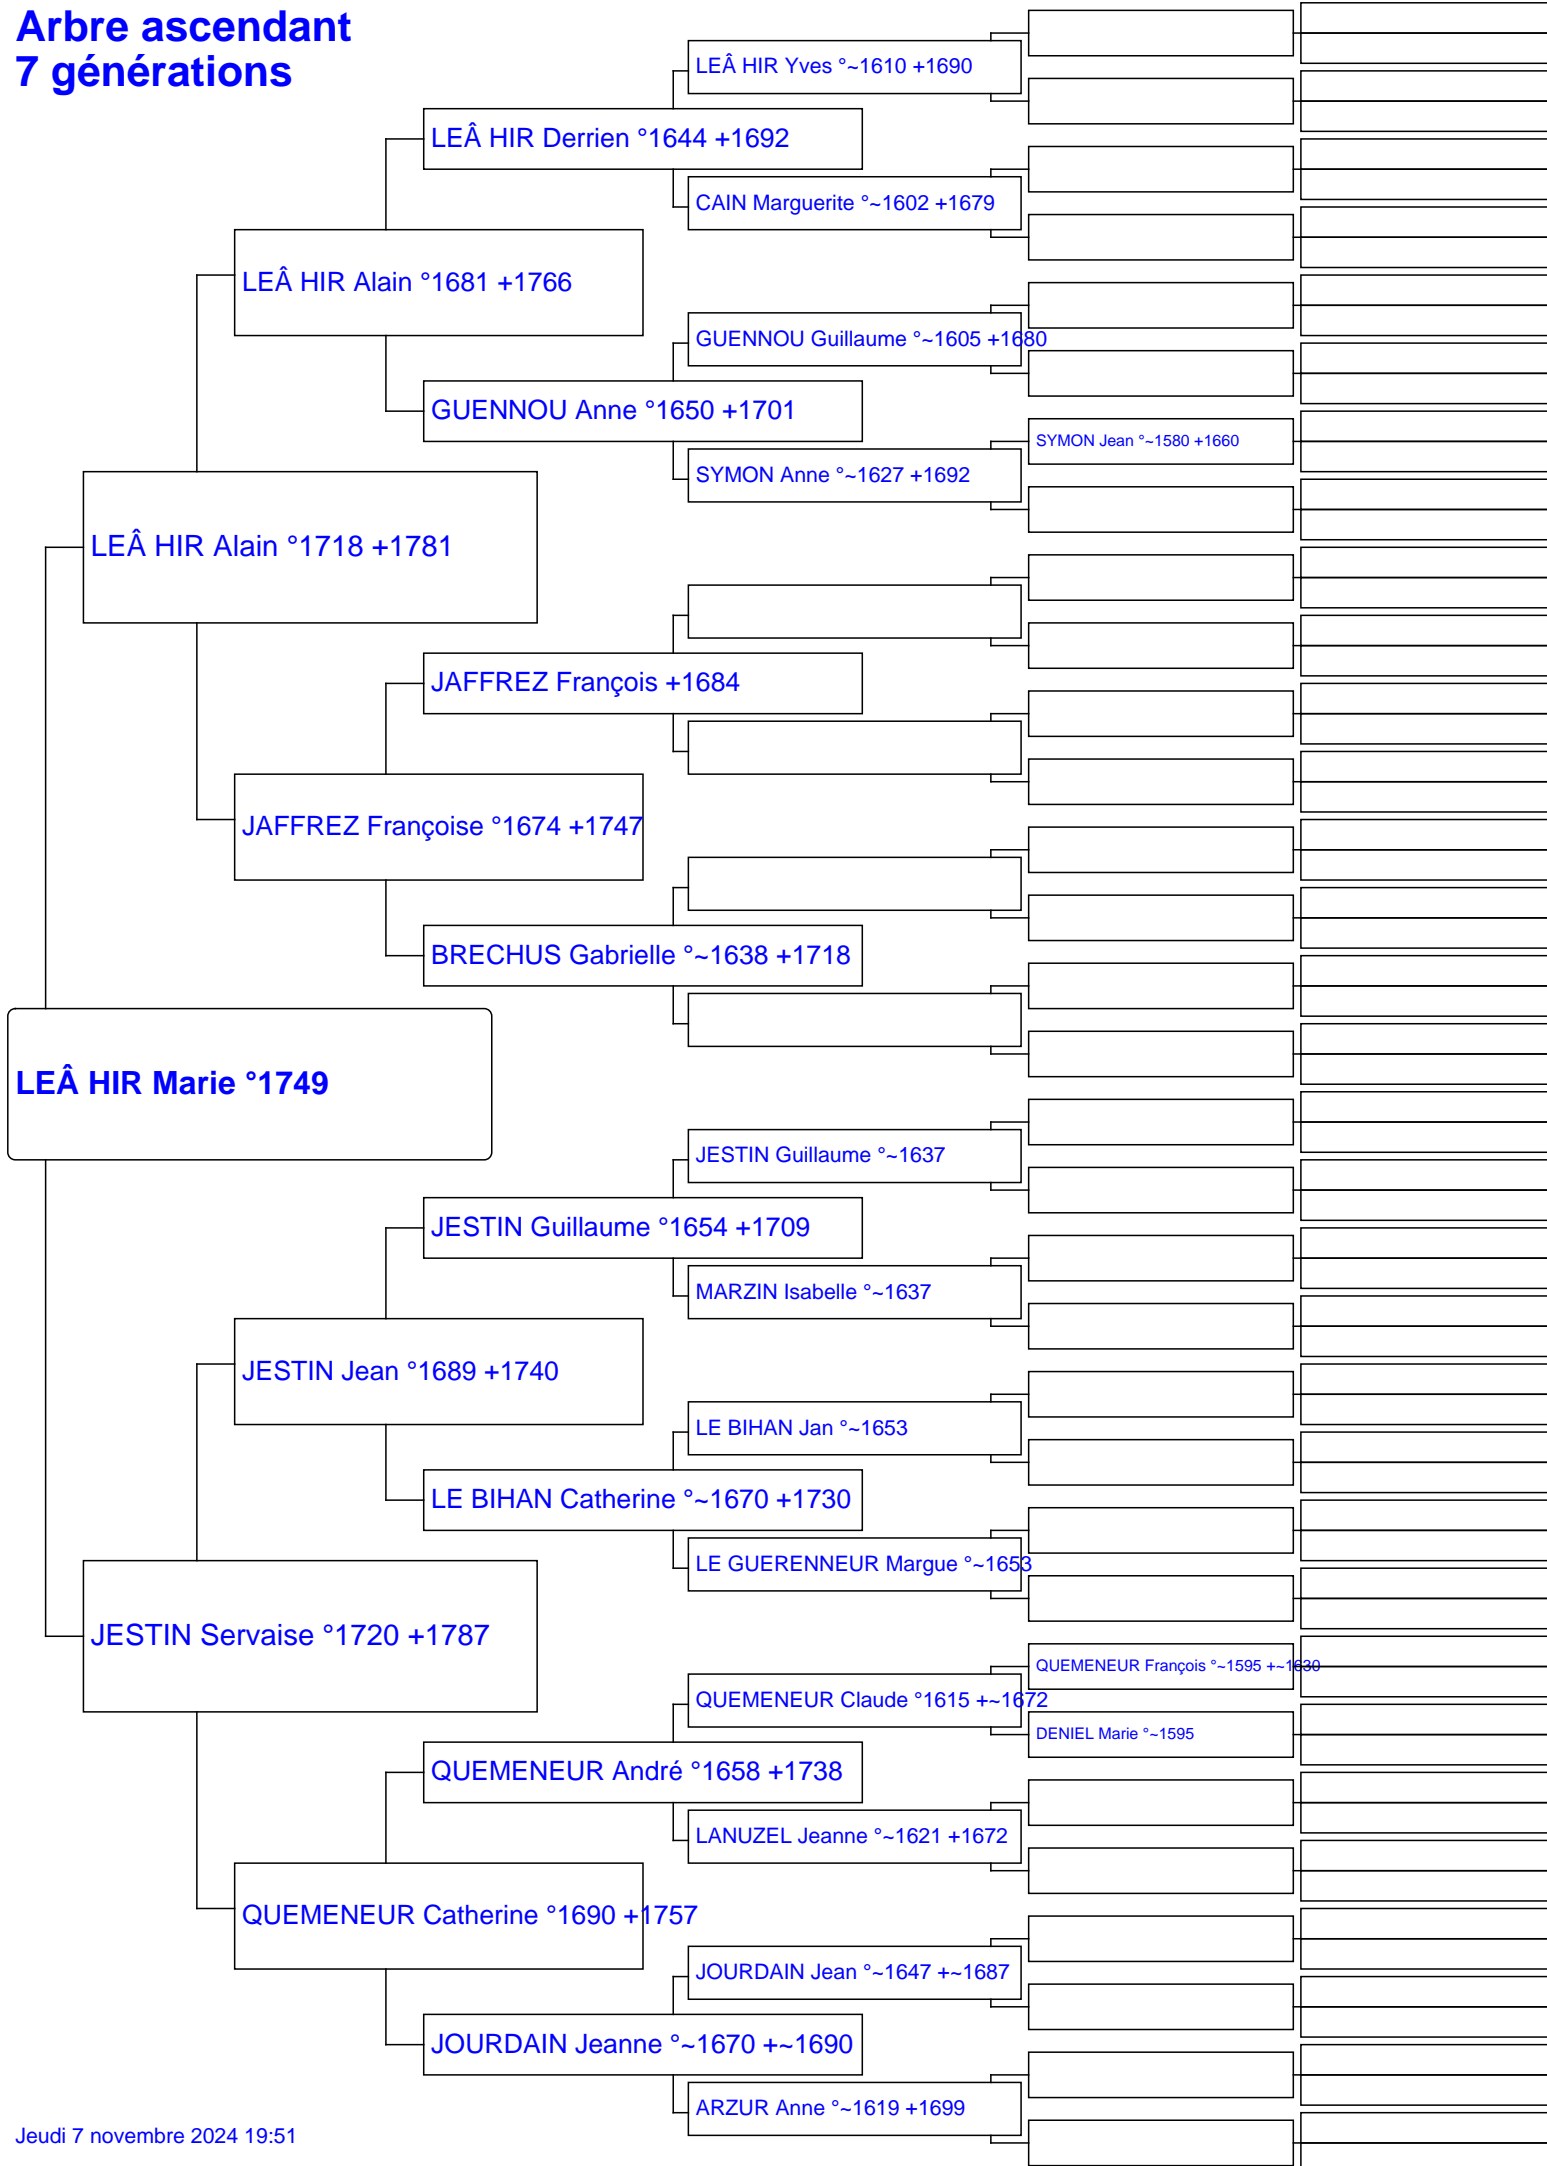 Arbre ascendant
7 générations
LEÂ HIR Yves °~1610 +1690
LEÂ HIR Derrien °1644 +1692
CAIN Marguerite °~1602 +1679
LEÂ HIR Alain °1681 +1766
GUENNOU Guillaume °~1605 +1680
GUENNOU Anne °1650 +1701
SYMON Jean °~1580 +1660
SYMON Anne °~1627 +1692
LEÂ HIR Alain °1718 +1781
JAFFREZ François +1684
JAFFREZ Françoise °1674 +1747
BRECHUS Gabrielle °~1638 +1718
LEÂ HIR Marie °1749
JESTIN Guillaume °~1637
JESTIN Guillaume °1654 +1709
MARZIN Isabelle °~1637
JESTIN Jean °1689 +1740
LE BIHAN Jan °~1653
LE BIHAN Catherine °~1670 +1730
LE GUERENNEUR Margue °~1653
JESTIN Servaise °1720 +1787
QUEMENEUR François °~1595 +~1630
QUEMENEUR Claude °1615 +~1672
DENIEL Marie °~1595
QUEMENEUR André °1658 +1738
LANUZEL Jeanne °~1621 +1672
QUEMENEUR Catherine °1690 +1757
JOURDAIN Jean °~1647 +~1687
JOURDAIN Jeanne °~1670 +~1690
ARZUR Anne °~1619 +1699
Jeudi 7 novembre 2024 19:51